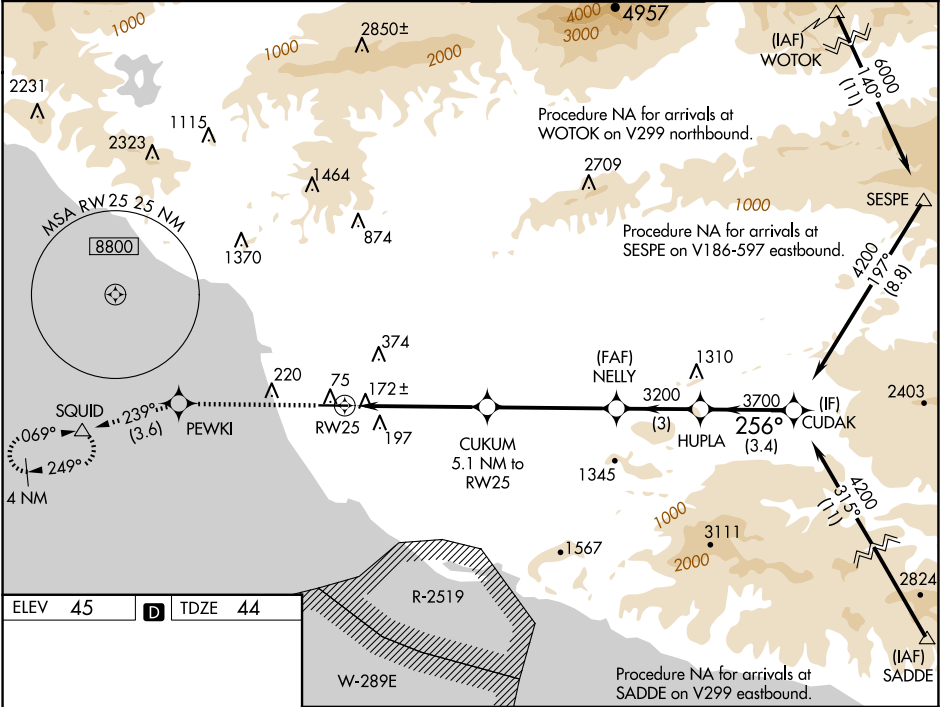 1000
2850±
1000
2000
4000
4957
3000
(IAF)
WOTOK
6000
140°
(11)
2231
1115
2323
Procedure NA for arrivals at
WOTOK on V299 northbound.
1464
2709
1000
SESPE
MSA RW25 25 NM
8800
874
1370
Procedure NA for arrivals at
SESPE on V186-597 eastbound.
4200
197°
(8.8)
374
(FAF)
NELLY
1310
220
75
172±
3200
3700
(IF)
CUDAK
2403
SQUID
239°
(3.6)
PEWKI
RW25
197
(3)
HUPLA
256°
(3.4)
069°
249°
4 NM
CUKUM
5.1 NM to
RW25
1345
4200
315°
(11)
1000
3111
2000
1567
2824
ELEV 45
D
TDZE 44
R-2519
W-289E
Procedure NA for arrivals at
SADDE on V299 eastbound.
(IAF)
SADDE